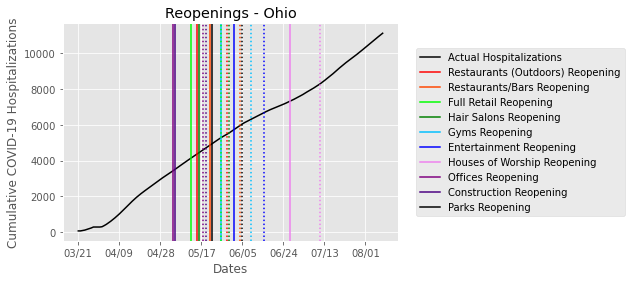 Reopenings - Ohio
Cumulative COVID-19 Hospitalizations
10000
8000
6000
4000
2000
0
03/21 04/09 04/28 05/17 06/05 06/24 07/13 08/01
Dates
Actual Hospitalizations
Restaurants (Outdoors) Reopening
Restaurants/Bars Reopening
Full Retail Reopening
Hair Salons Reopening
Gyms Reopening
Entertainment Reopening
Houses of Worship Reopening
Offices Reopening
Construction Reopening
Parks Reopening